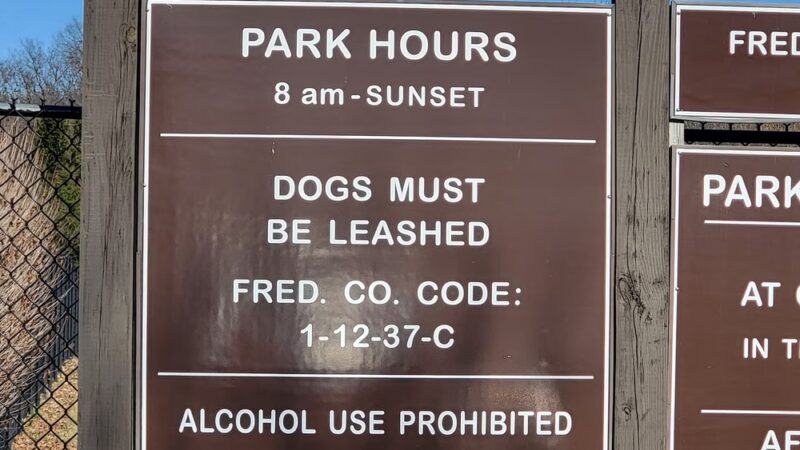 PARK HOURS
8 am-SUNSET
DOGS MUST
BE LEASHED
FRED. CO. CODE:
1-12-37-C
ALCOHOL USE PROHIBITED
FRED
PARK
AT
IN